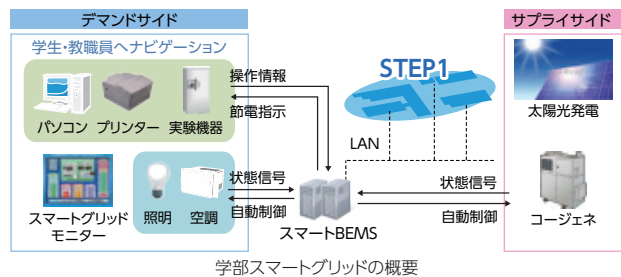 デマンドサイド
サプライサイド
学生・教職員へナビゲーション
パソコン
プリンター
実験機器
操作情報
節電指示
STEP1
太陽光発電
LAN
スマートグリッド
モニター
照明
空調
状態信号
自動制御
スマートBEMS
状態信号
自動制御
コージェネ
学部スマートグリッドの概要